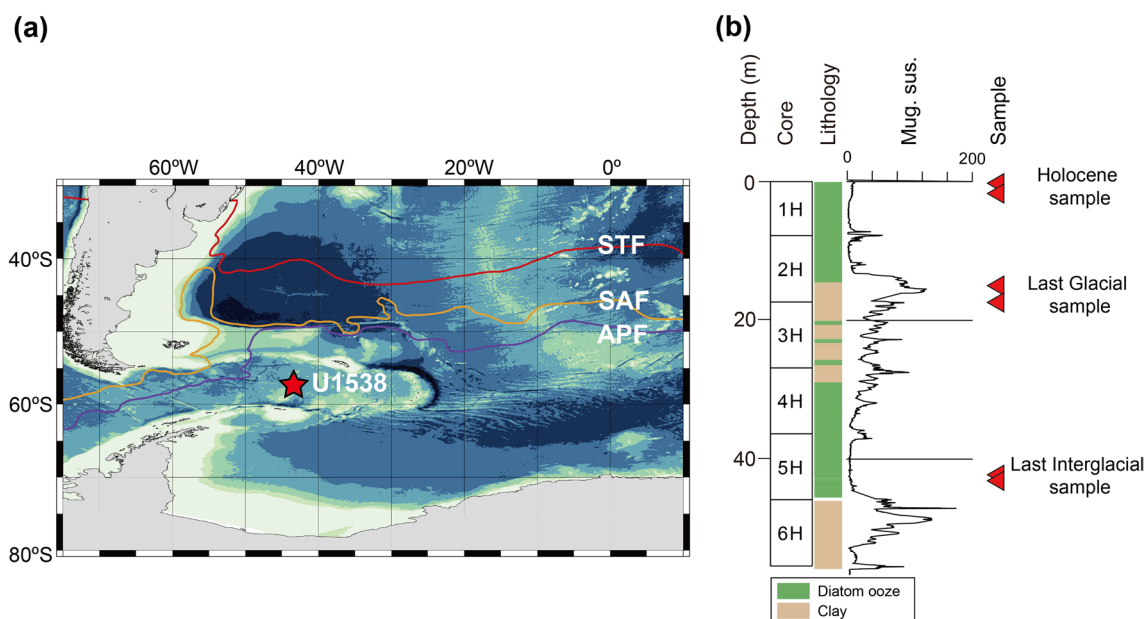 (a)
60ºW 40ºW 20ºW 0º
40ºS
60ºS
80ºS
STF
SAF
APF
U1538
(b)
Depth (m)
Core
Lithology
Mug. sus.
Sample
0 200
0
20
40
1H
2H
3H
4H
5H
6H
Holocene
sample
Last Glacial
sample
Last Interglacial
sample
Diatom ooze
Clay